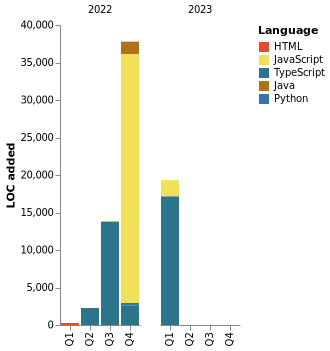 2022
2023
Language
HTML
JavaScript
TypeScript
Java
Python
LOC added
40,000
35,000
30,000
25,000
20,000
15,000
10,000
5,000
0
Q1
Q2
Q3
Q4
Q1
Q2
Q3
Q4